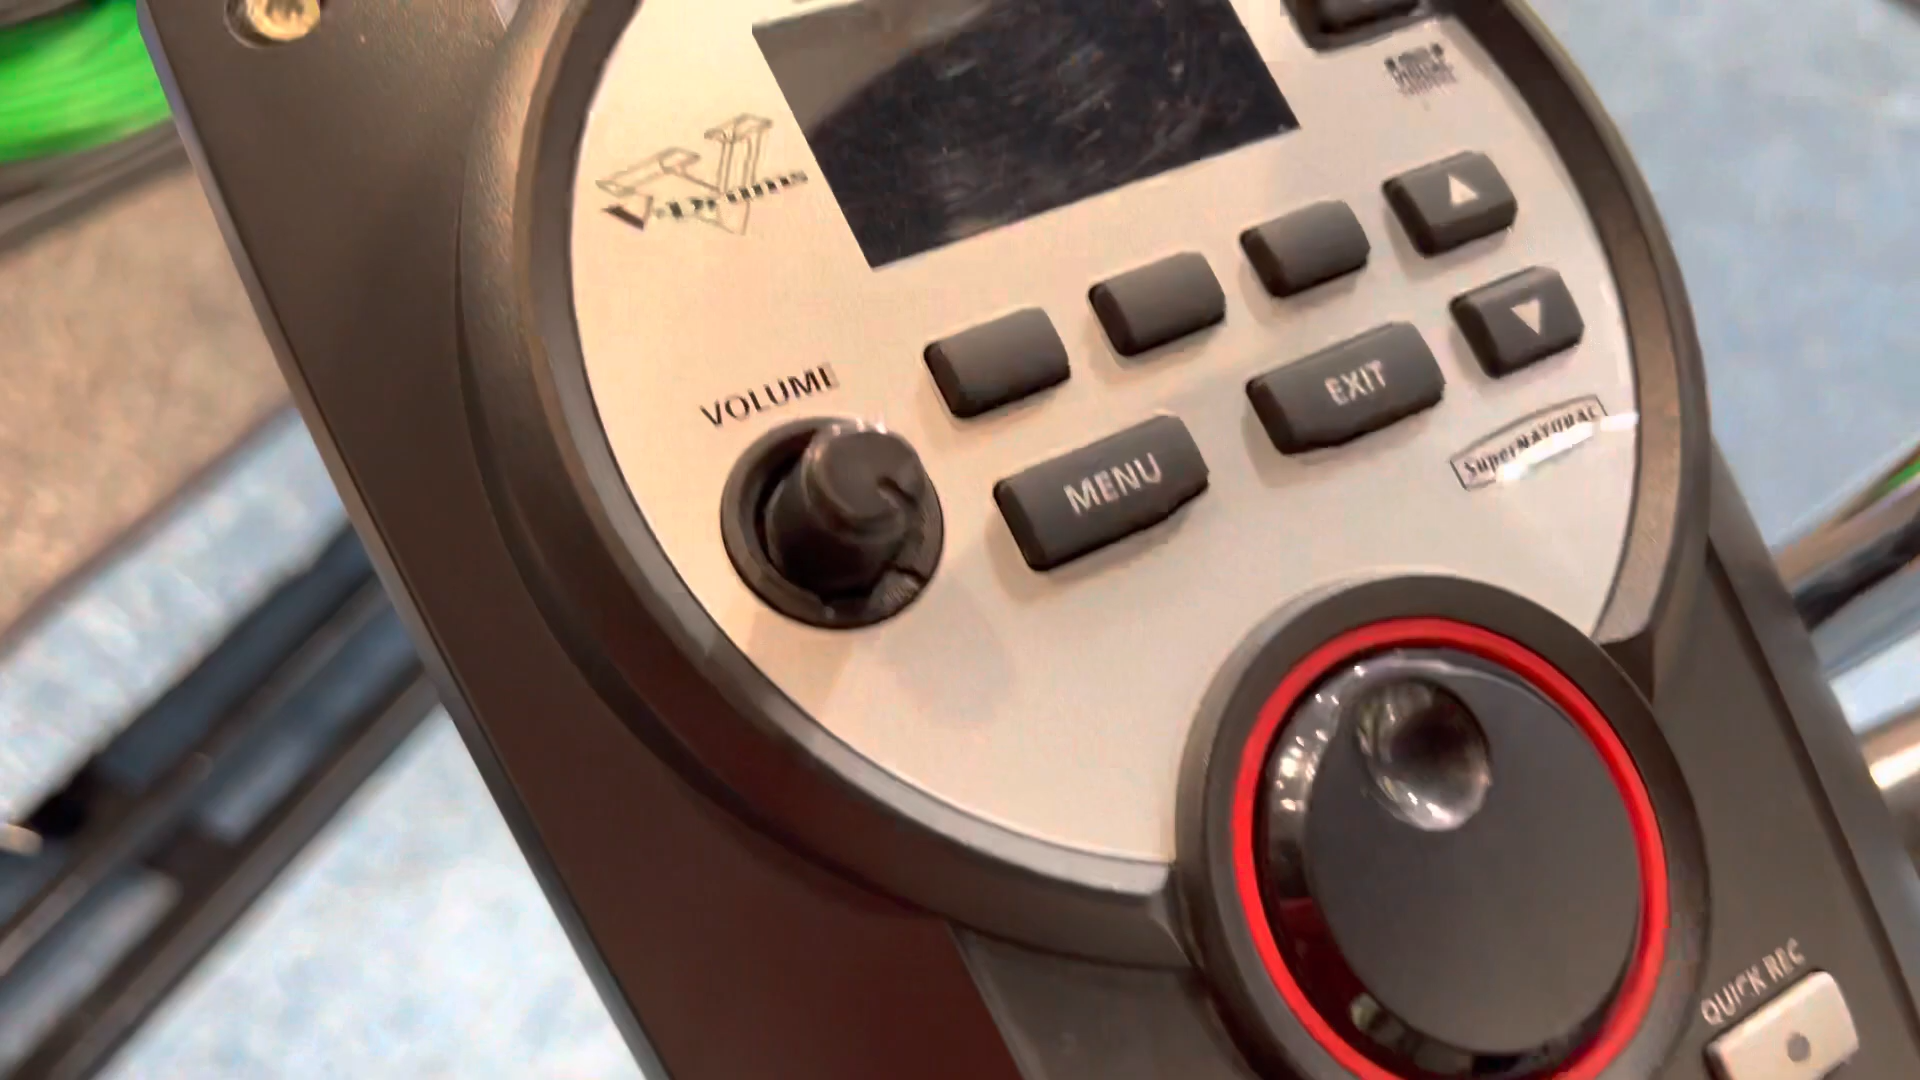 V-Drums
VOLUME
EXIT
MENU
SuperNATURAL
QUICK REC